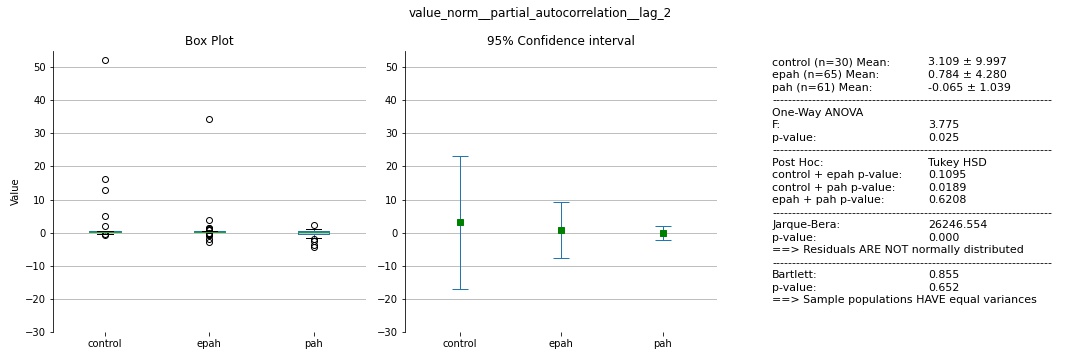 value_norm__partial_autocorrelation__lag_2
Box Plot
Value
50
40
30
20
10
0
−10
−20
−30
control
epah
pah
95% Confidence interval
50
40
30
20
10
0
−10
−20
−30
control
epah
pah
control (n=30) Mean: 3.109 ± 9.997
epah (n=65) Mean: 0.784 ± 4.280
pah (n=61) Mean: -0.065 ± 1.039
One-Way ANOVA
F: 3.775
p-value: 0.025
Post Hoc: Tukey HSD
control + epah p-value: 0.1095
control + pah p-value: 0.0189
epah + pah p-value: 0.6208
Jarque-Bera: 26246.554
p-value: 0.000
==> Residuals ARE NOT normally distributed
Bartlett: 0.855
p-value: 0.652
==> Sample populations HAVE equal variances